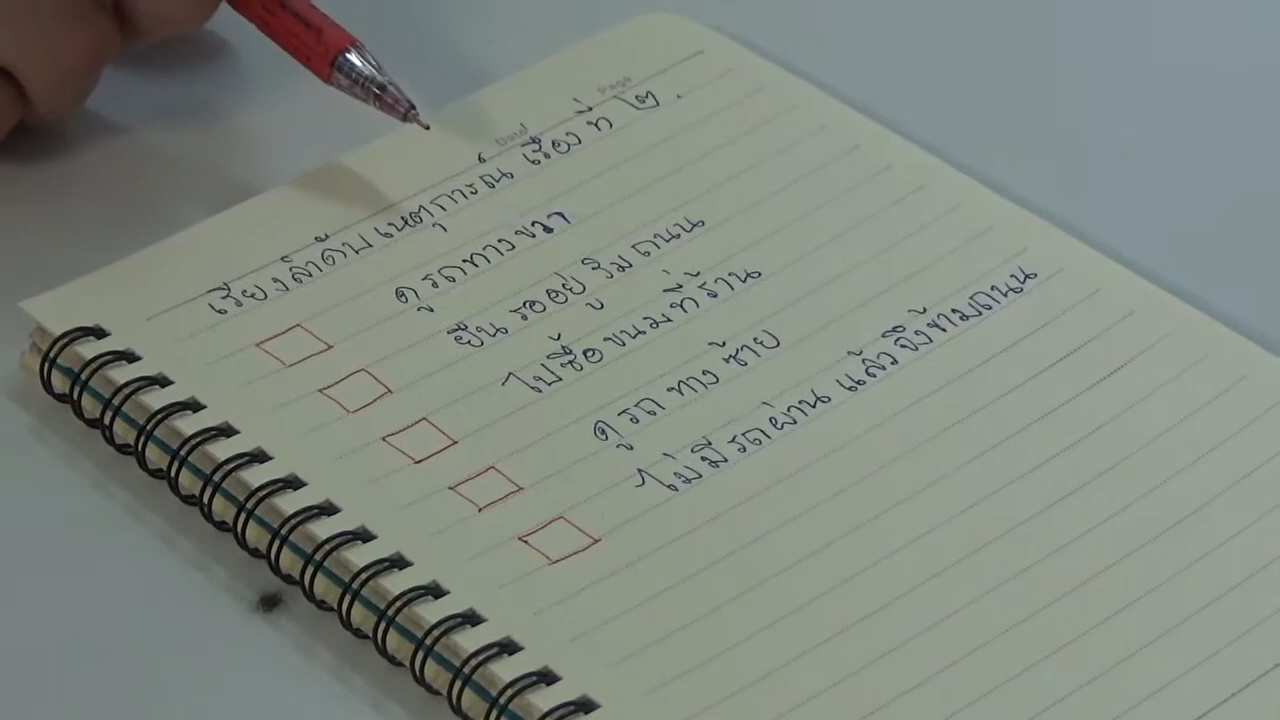 Date Page
เรียงลำดับเหตุการณ์ เรื่องที่ ๒.
ดูรถทางขวา
ยืนรออยู่ริมถนน
ไปซื้อขนมที่ร้าน
ดูรถทางซ้าย
ไม่มีรถผ่าน แล้วจึงข้ามถนน